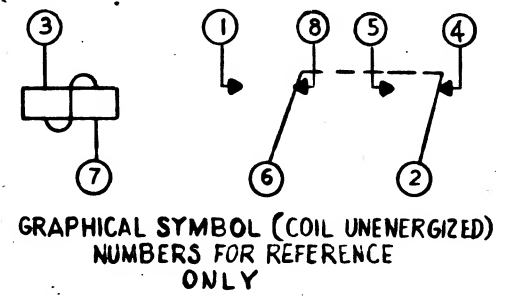 3 1 8 5 4
7 6 2
GRAPHICAL SYMBOL (COIL UNENERGIZED)
NUMBERS FOR REFERENCE
ONLY